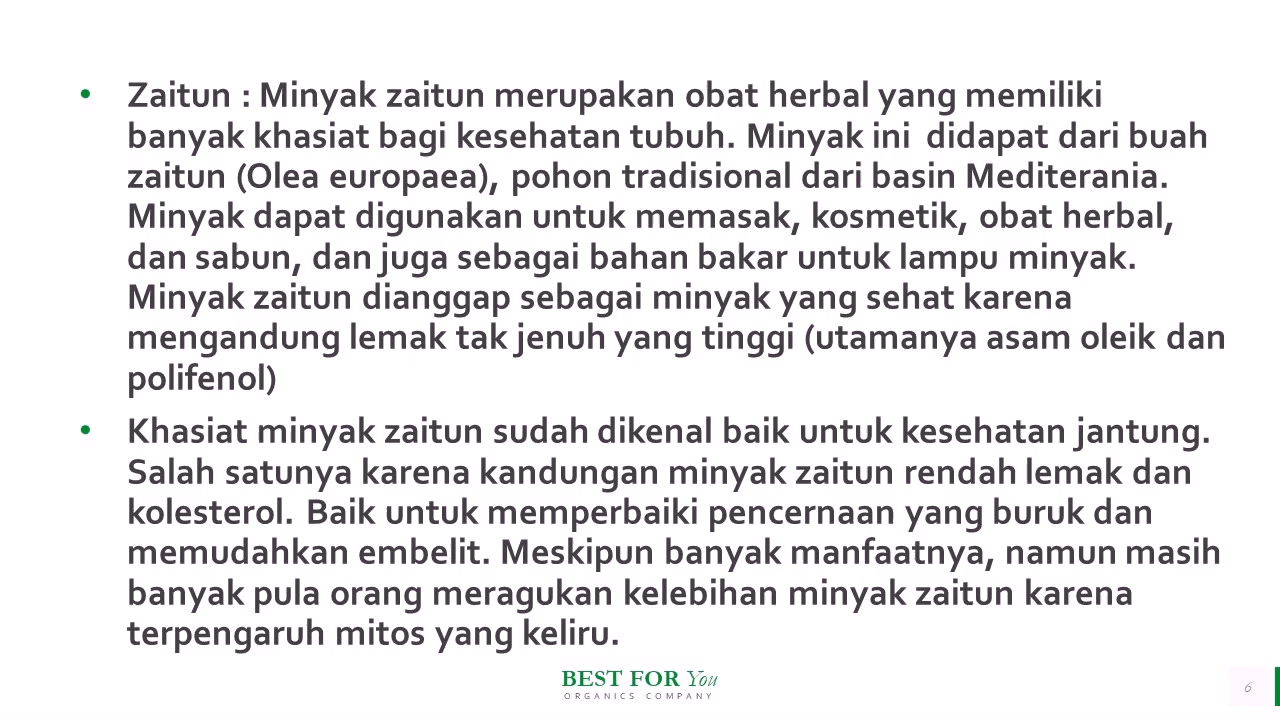 • Zaitun : Minyak zaitun merupakan obat herbal yang memiliki
banyak khasiat bagi kesehatan tubuh. Minyak ini  didapat dari buah
zaitun (Olea europaea), pohon tradisional dari basin Mediterania.
Minyak dapat digunakan untuk memasak, kosmetik, obat herbal,
dan sabun, dan juga sebagai bahan bakar untuk lampu minyak.
Minyak zaitun dianggap sebagai minyak yang sehat karena
mengandung lemak tak jenuh yang tinggi (utamanya asam oleik dan
polifenol)
• Khasiat minyak zaitun sudah dikenal baik untuk kesehatan jantung.
Salah satunya karena kandungan minyak zaitun rendah lemak dan
kolesterol. Baik untuk memperbaiki pencernaan yang buruk dan
memudahkan embelit. Meskipun banyak manfaatnya, namun masih
banyak pula orang meragukan kelebihan minyak zaitun karena
terpengaruh mitos yang keliru.
BEST FOR You
ORGANICS COMPANY
6